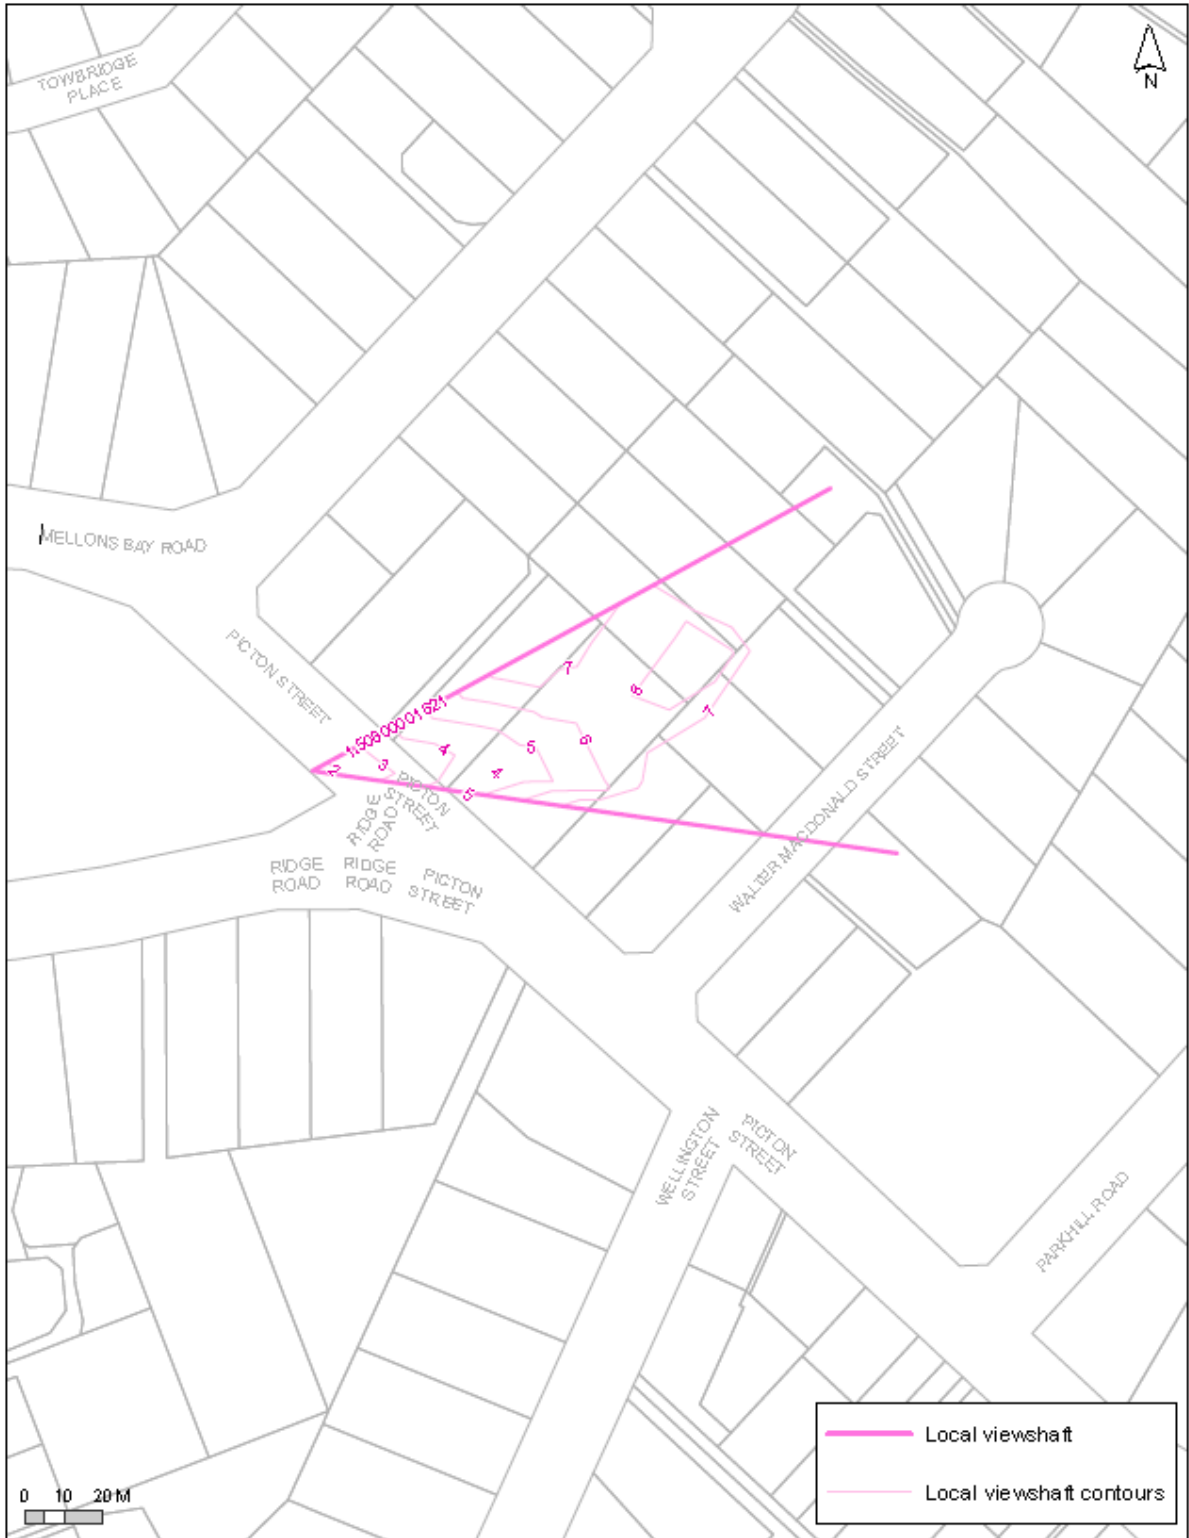 N
TOWBRIDGE
PLACE
MELLONS BAY ROAD
PICTON STREET
7
8
7
6
5
4
4
3
2
5
PICTON
STREET
RIDGE
ROAD
RIDGE
ROAD
RIDGE
ROAD
PICTON
STREET
WALTER MACDONALD STREET
WELLINGTON
STREET
PICTON
STREET
PARKHILL ROAD
Local viewshaft
Local viewshaft contours
0 10 20 M